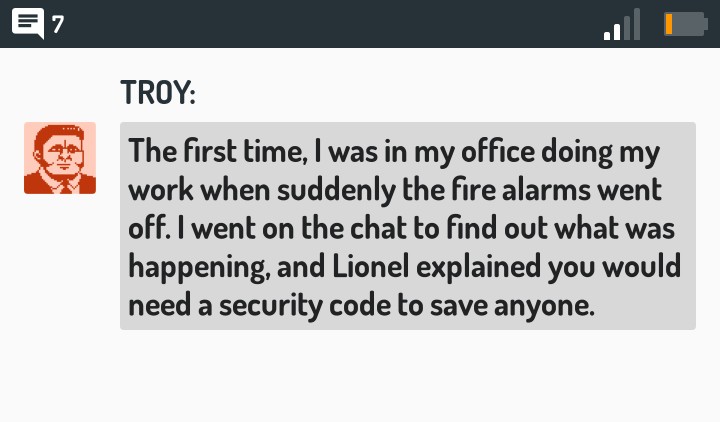 7
TROY:
The first time, I was in my office doing my
work when suddenly the fire alarms went
off. I went on the chat to find out what was
happening, and Lionel explained you would
need a security code to save anyone.